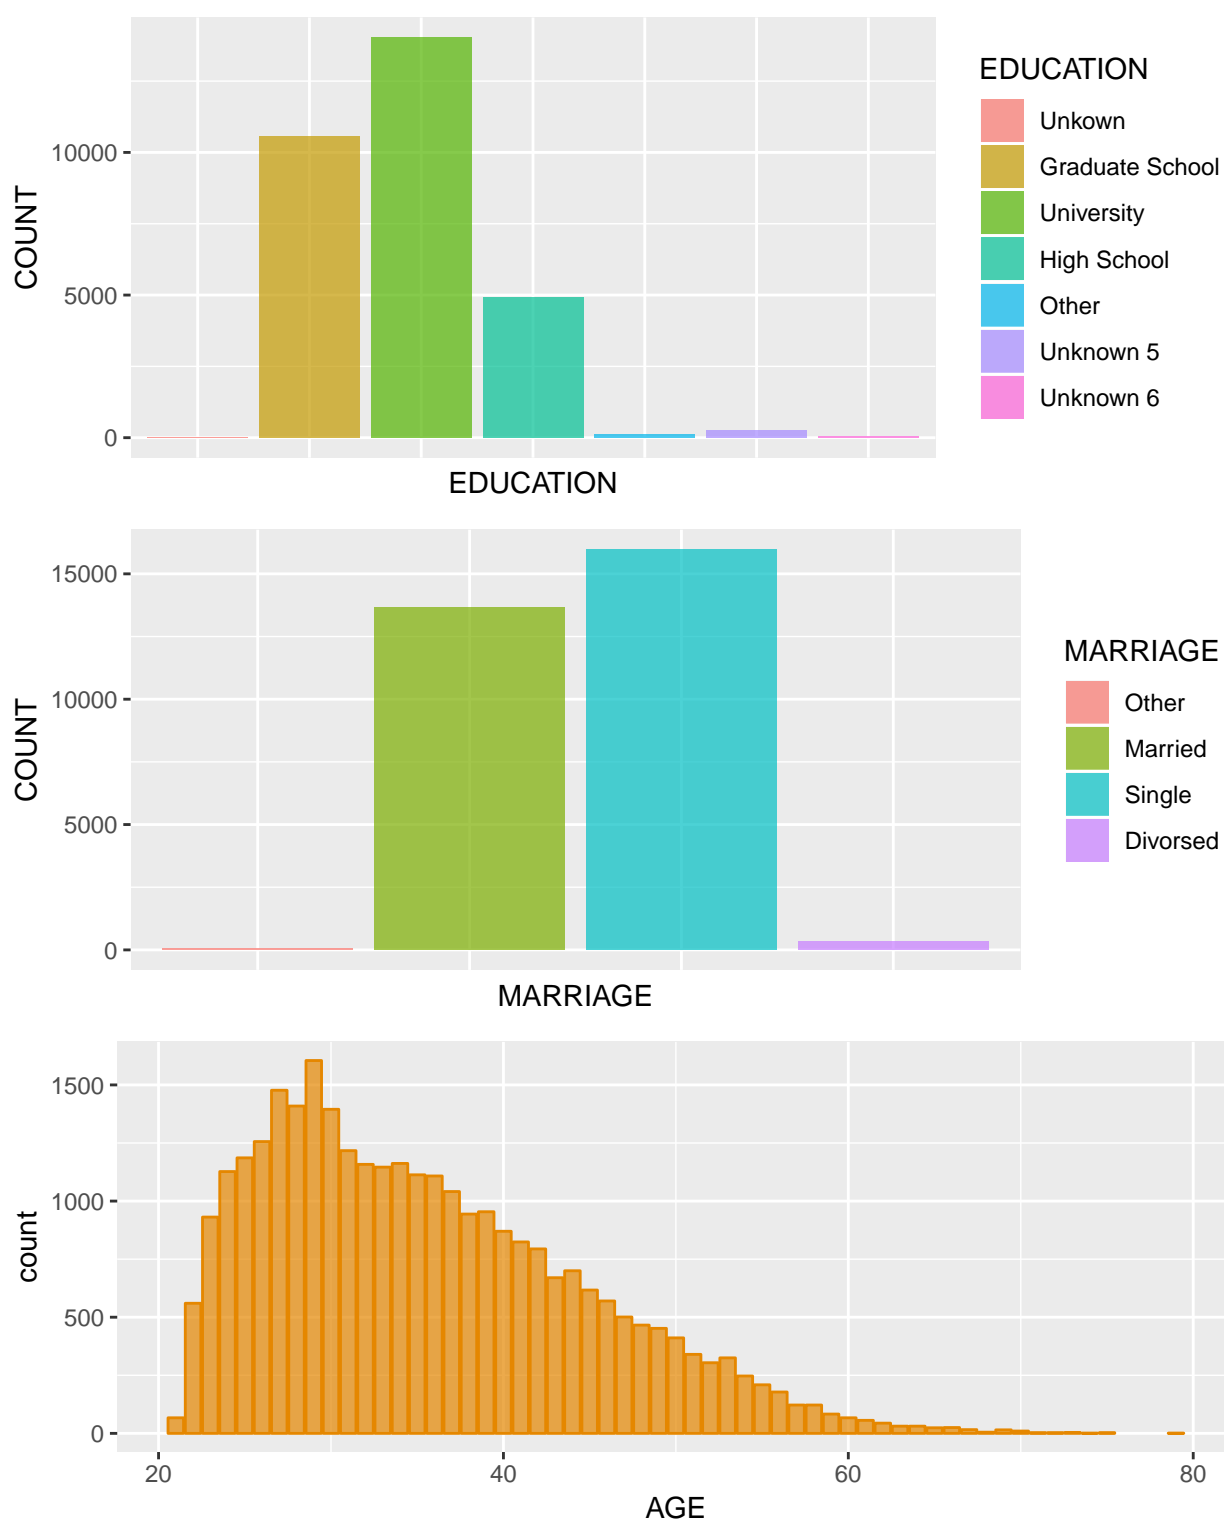 EDUCATION
Unkown
Graduate School
University
High School
Other
Unknown 5
Unknown 6
COUNT
10000
5000
0
EDUCATION
MARRIAGE
Other
Married
Single
Divorsed
COUNT
15000
10000
5000
0
MARRIAGE
count
1500
1000
500
0
20 40 60 80
AGE